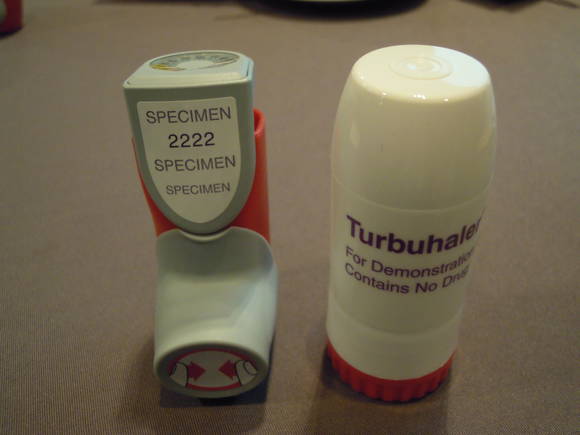 SPECIMEN
2222
SPECIMEN
SPECIMEN
Turbuhaler
For Demonstration
Contains No Drug